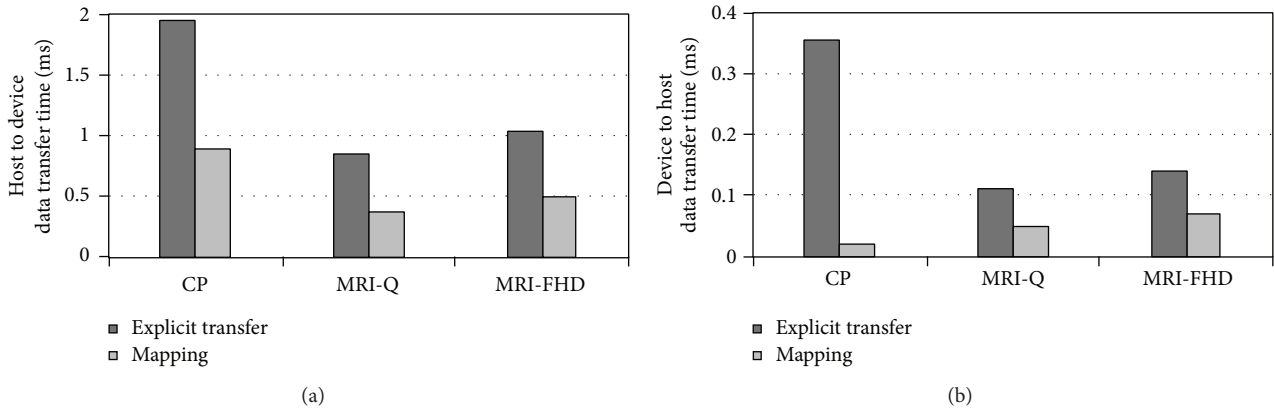 Host to device
data transfer time (ms)
2
1.5
1
0.5
0
CP
MRI-Q
MRI-FHD
Explicit transfer
Mapping
(a)
Device to host
data transfer time (ms)
0.4
0.3
0.2
0.1
0
CP
MRI-Q
MRI-FHD
Explicit transfer
Mapping
(b)